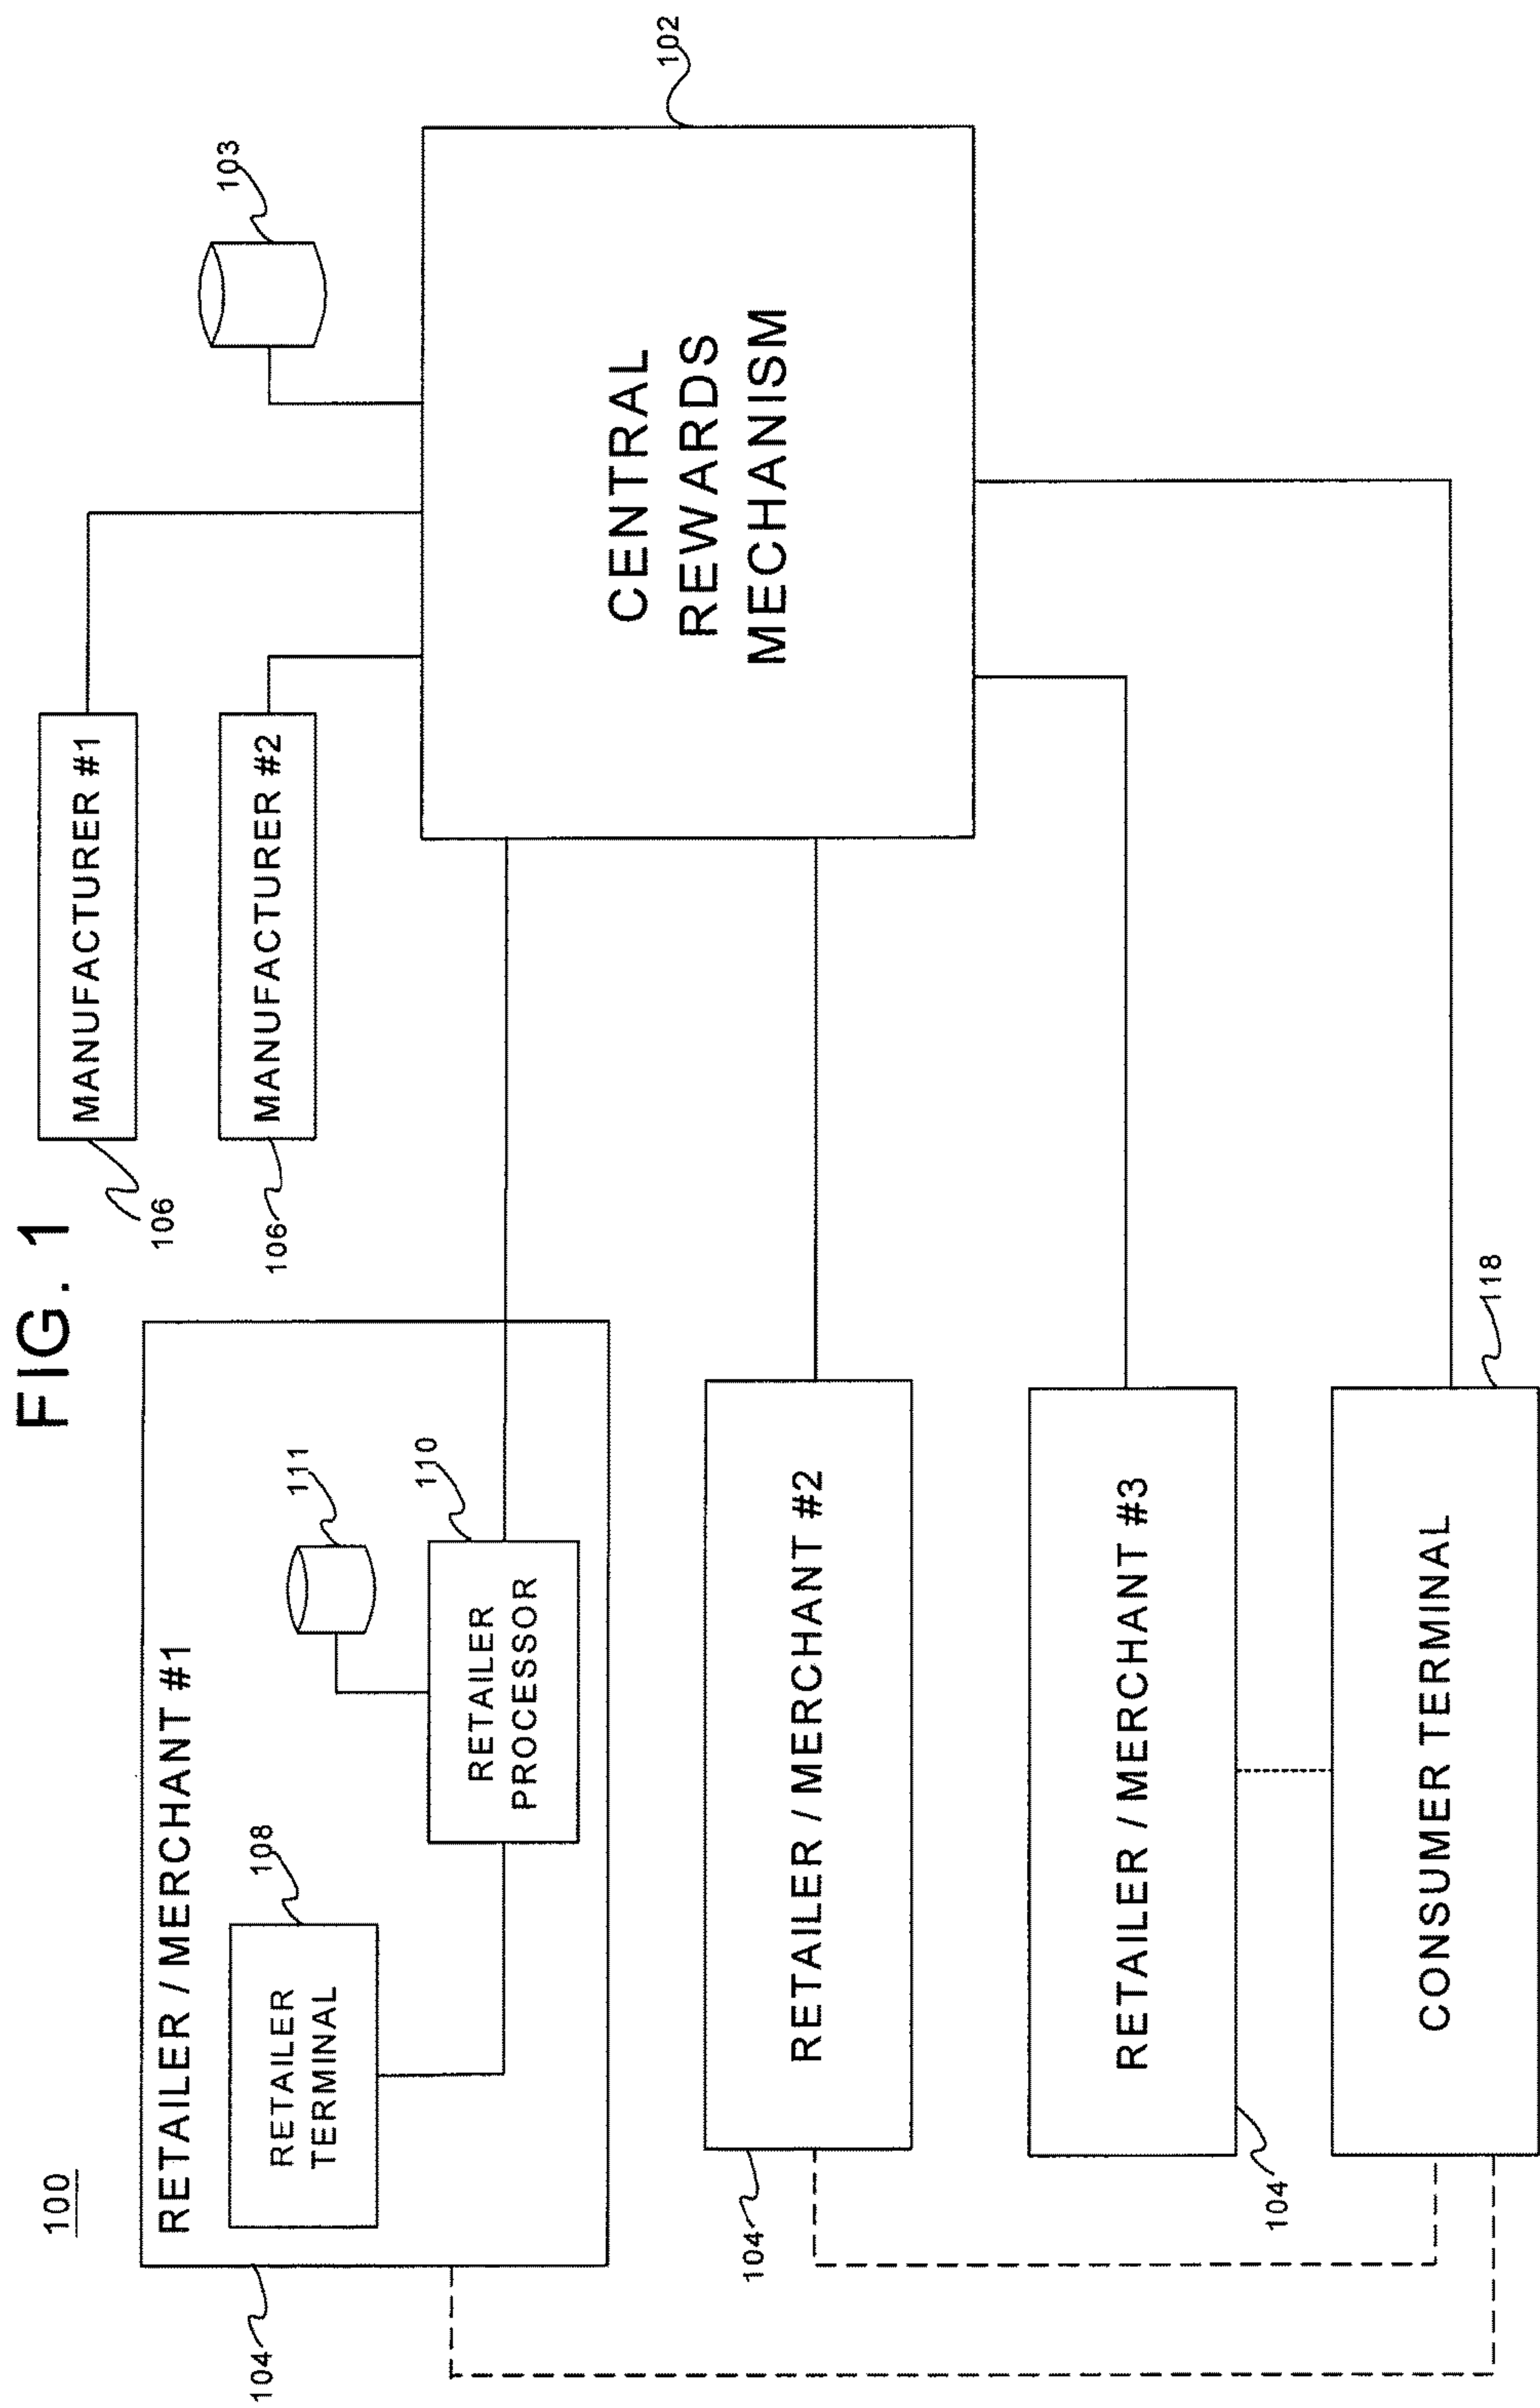 FIG. 1
100
RETAILER / MERCHANT #1
104
RETAILER
TERMINAL
108
RETAILER
PROCESSOR
110
111
MANUFACTURER #1
106
MANUFACTURER #2
106
103
CENTRAL
REWARDS
MECHANISM
102
RETAILER / MERCHANT #2
104
RETAILER / MERCHANT #3
104
CONSUMER TERMINAL
118